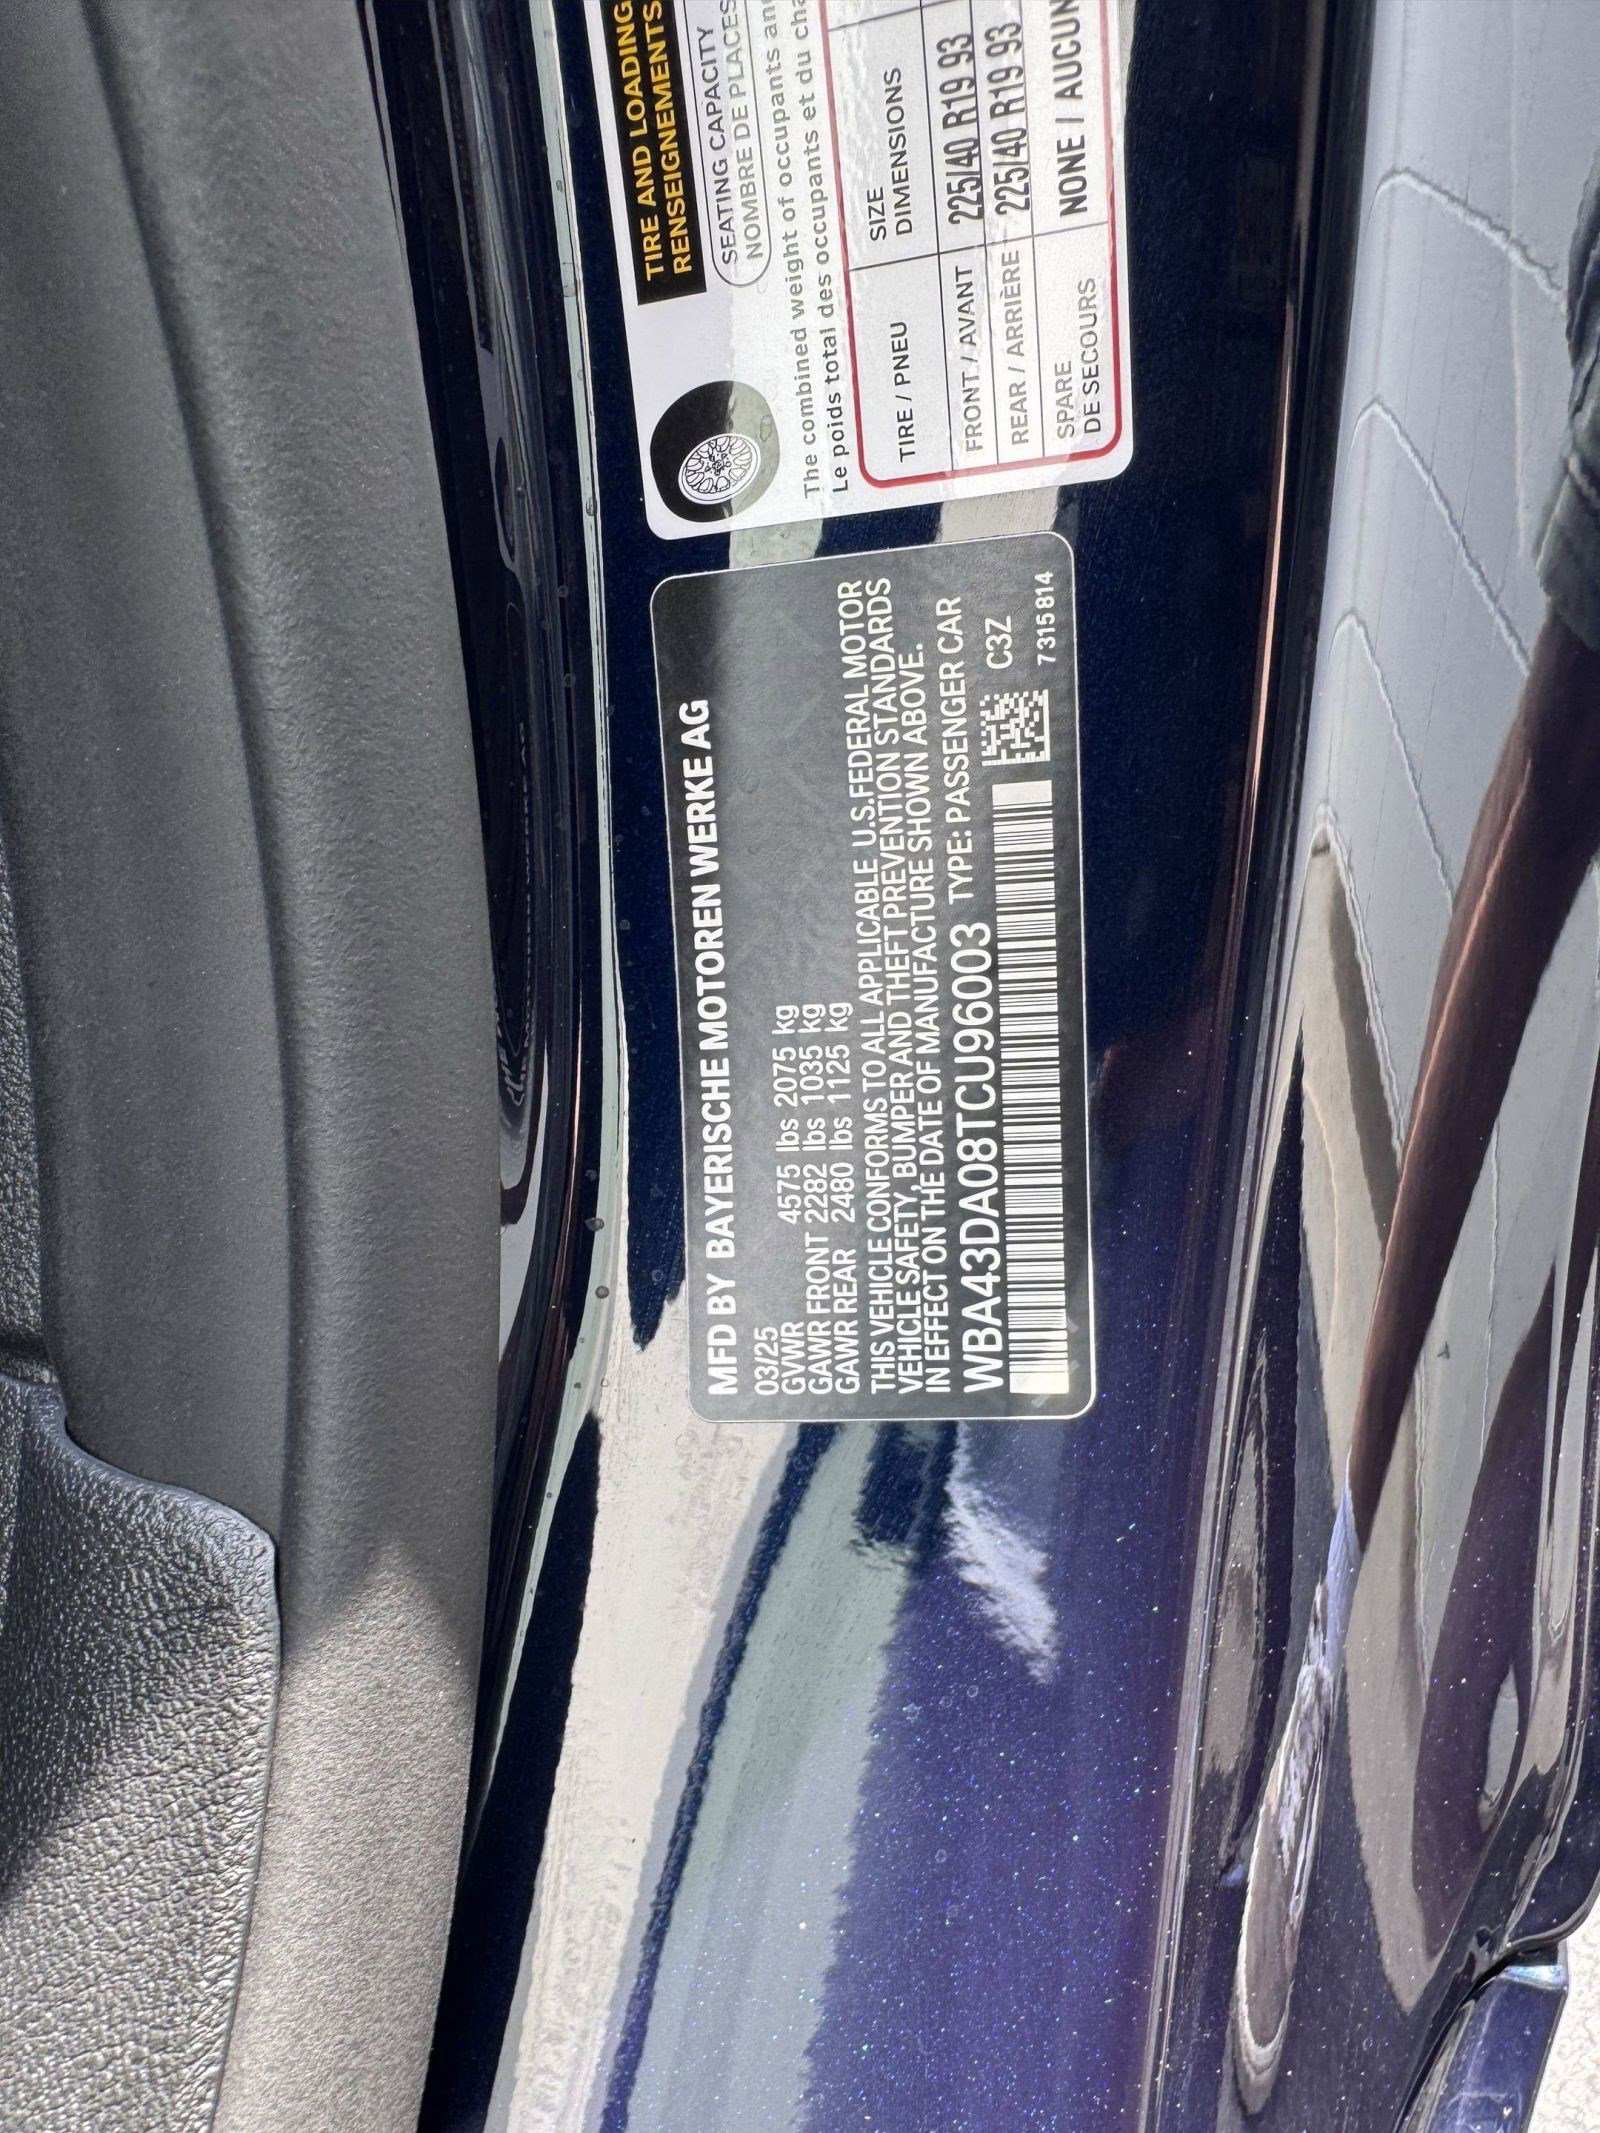 MFD BY BAYERISCHE MOTOREN WERKE AG
03/25
GVWR 4575 lbs 2075 kg
GAWR FRONT 2282 lbs 1035 kg
GAWR REAR 2480 lbs 1125 kg
THIS VEHICLE CONFORMS TO ALL APPLICABLE U.S.FEDERAL MOTOR
VEHICLE SAFETY, BUMPER AND THEFT PREVENTION STANDARDS
IN EFFECT ON THE DATE OF MANUFACTURE SHOWN ABOVE.
WBA43DA08TCU96003 TYPE: PASSENGER CAR
C3Z
7315814
TIRE AND LOADING
RENSEIGNEMENTS
SEATING CAPACITY
NOMBRE DE PLACES
The combined weight of occupants and
Le poids total des occupants et du cha
TIRE / PNEU SIZE
DIMENSIONS
FRONT / AVANT 225/40 R19 93
REAR / ARRIÈRE 225/40 R19 93
SPARE
DE SECOURS NONE / AUCUN